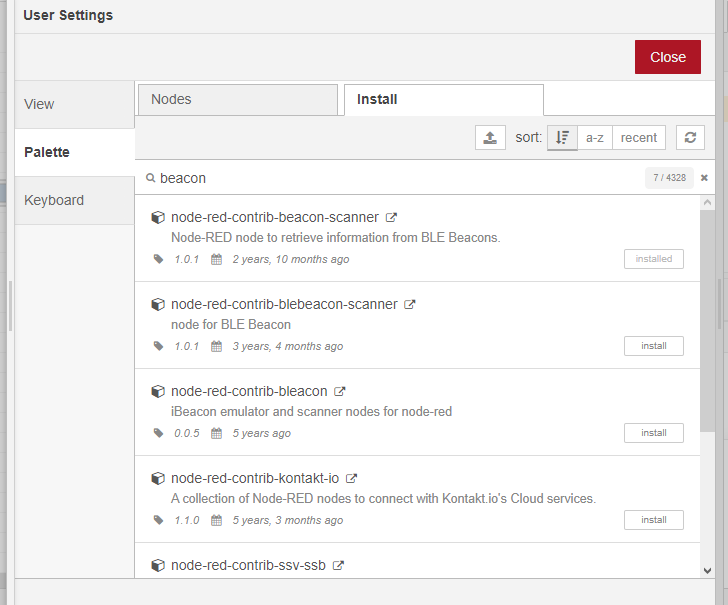 User Settings
Close
View
Palette
Keyboard
Nodes
Install
sort:
a-z
recent
beacon
7 / 4328
node-red-contrib-beacon-scanner
Node-RED node to retrieve information from BLE Beacons.
1.0.1 2 years, 10 months ago
installed
node-red-contrib-blebeacon-scanner
node for BLE Beacon
1.0.1 3 years, 4 months ago
install
node-red-contrib-bleacon
iBeacon emulator and scanner nodes for node-red
0.0.5 5 years ago
install
node-red-contrib-kontakt-io
A collection of Node-RED nodes to connect with Kontakt.io's Cloud services.
1.1.0 5 years, 3 months ago
install
node-red-contrib-ssv-ssb